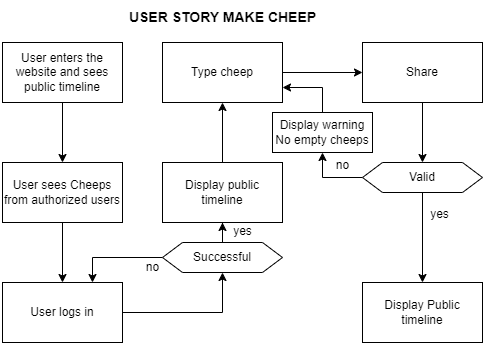 USER STORY MAKE CHEEP
User enters the
website and sees
public timeline
Type cheep
Share
Display warning
No empty cheeps
no
User sees Cheeps
from authorized users
Display public
timeline
Valid
yes
yes
Successful
no
User logs in
Display Public
timeline